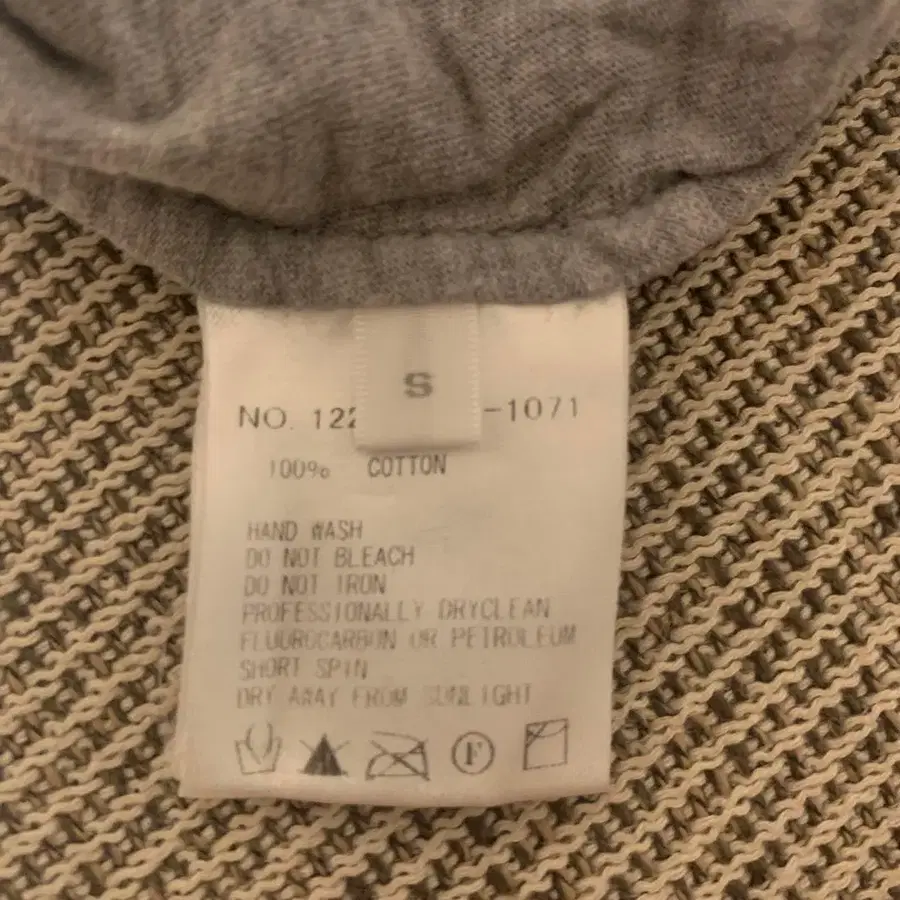 S
NO. 122 -1071
100% COTTON
HAND WASH
DO NOT BLEACH
DO NOT IRON
PROFESSIONALLY DRYCLEAN
FLUOROCARBON OR PETROLEUM
SHORT SPIN
DRY AWAY FROM SUNLIGHT
F